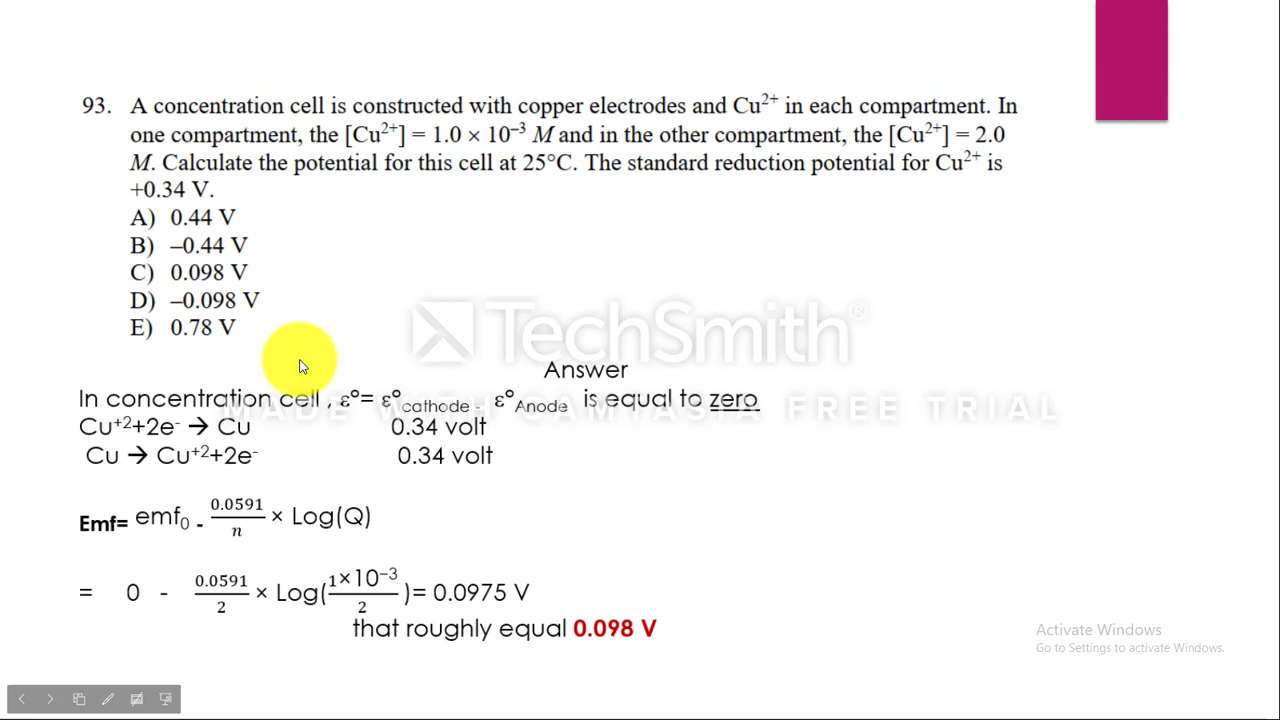 93. A concentration cell is constructed with copper electrodes and Cu²⁺ in each compartment. In
one compartment, the [Cu²⁺] = 1.0 × 10⁻³ M and in the other compartment, the [Cu²⁺] = 2.0
M. Calculate the potential for this cell at 25°C. The standard reduction potential for Cu²⁺ is
+0.34 V.
A) 0.44 V
B) –0.44 V
C) 0.098 V
D) –0.098 V
E) 0.78 V
TechSmith®
Answer
In concentration cell , ε°= ε°cathode - ε°Anode is equal to zero
MADE WITH CAMTASIA FREE TRIAL
Cu⁺²+2e⁻ → Cu 0.34 volt
Cu → Cu⁺²+2e⁻ 0.34 volt
Emf= emf₀ - 0.0591/n × Log(Q)
= 0 - 0.0591/2 × Log(1×10⁻³/2)= 0.0975 V
that roughly equal 0.098 V
Activate Windows
Go to Settings to activate Windows.